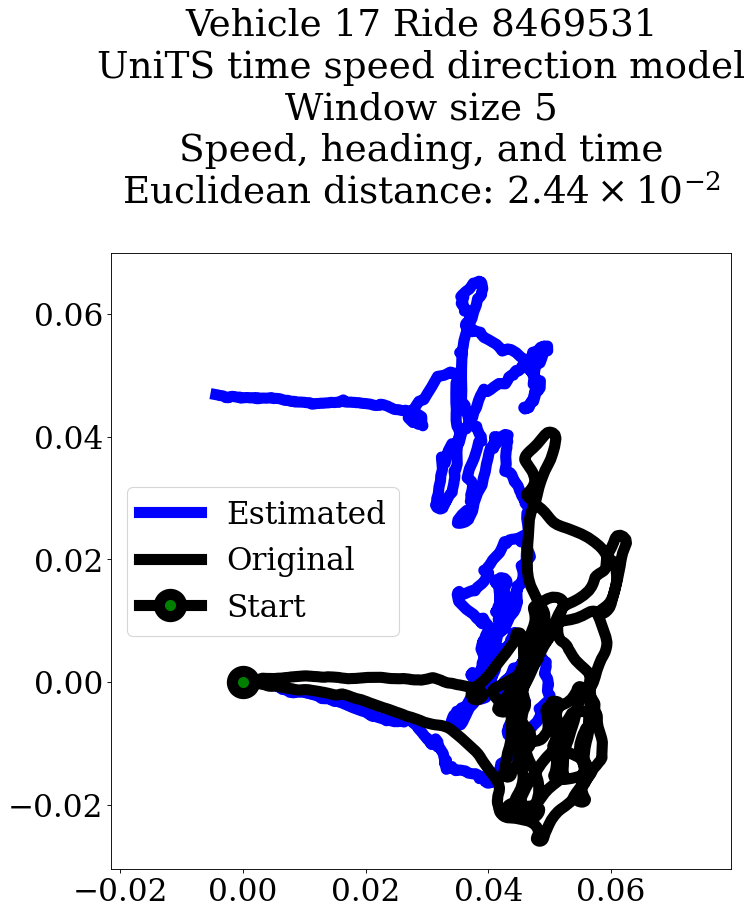 Vehicle 17 Ride 8469531
UniTS time speed direction model
Window size 5
Speed, heading, and time
Euclidean distance: 2.44 × 10⁻²
0.06
0.04
0.02
0.00
−0.02
Estimated
Original
Start
−0.02 0.00 0.02 0.04 0.06